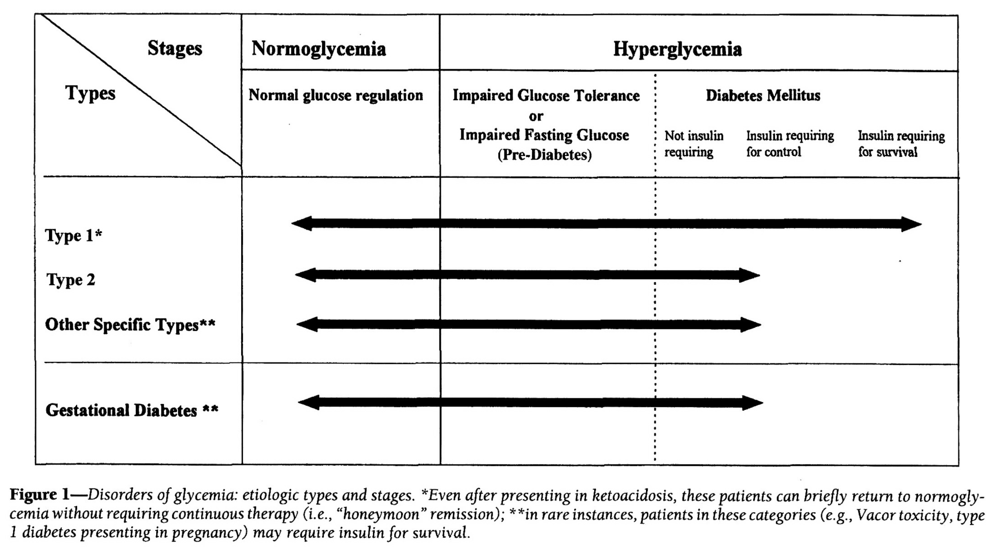 Stages
Normoglycemia
Hyperglycemia
Types
Normal glucose regulation
Impaired Glucose Tolerance
or
Impaired Fasting Glucose
(Pre-Diabetes)
Diabetes Mellitus
Not insulin
requiring
Insulin requiring
for control
Insulin requiring
for survival
Type 1*
Type 2
Other Specific Types**
Gestational Diabetes **
Figure 1—Disorders of glycemia: etiologic types and stages. *Even after presenting in ketoacidosis, these patients can briefly return to normogly-
cemia without requiring continuous therapy (i.e., “honeymoon” remission); **in rare instances, patients in these categories (e.g., Vacor toxicity, type
1 diabetes presenting in pregnancy) may require insulin for survival.